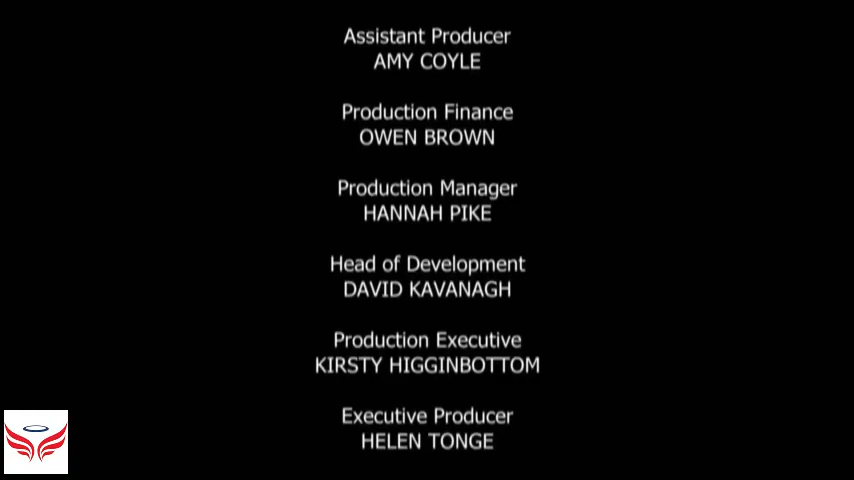 Assistant Producer
AMY COYLE
Production Finance
OWEN BROWN
Production Manager
HANNAH PIKE
Head of Development
DAVID KAVANAGH
Production Executive
KIRSTY HIGGINBOTTOM
Executive Producer
HELEN TONGE